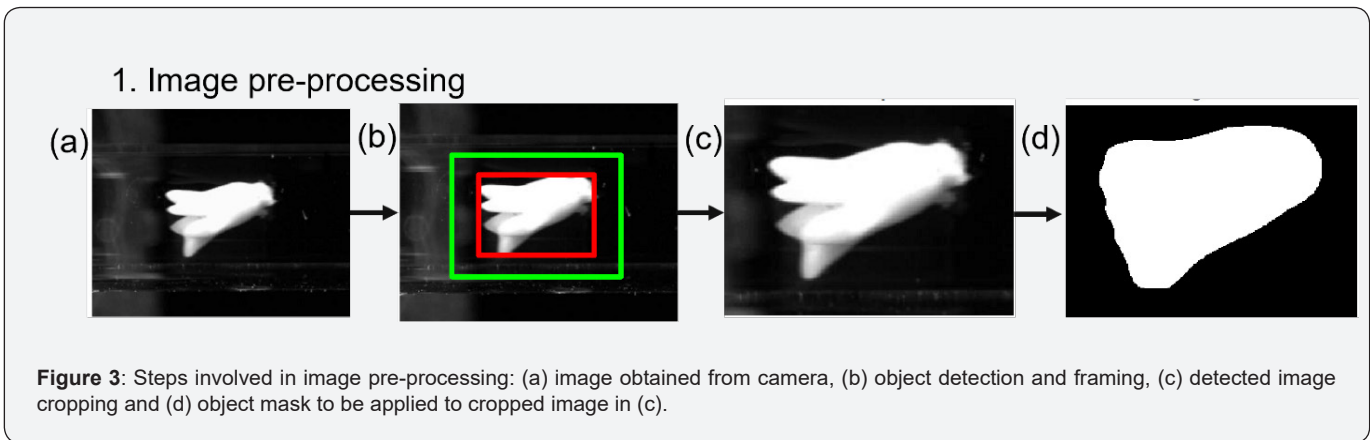 1. Image pre-processing
(a)
(b)
(c)
(d)
Figure 3: Steps involved in image pre-processing: (a) image obtained from camera, (b) object detection and framing, (c) detected image
cropping and (d) object mask to be applied to cropped image in (c).